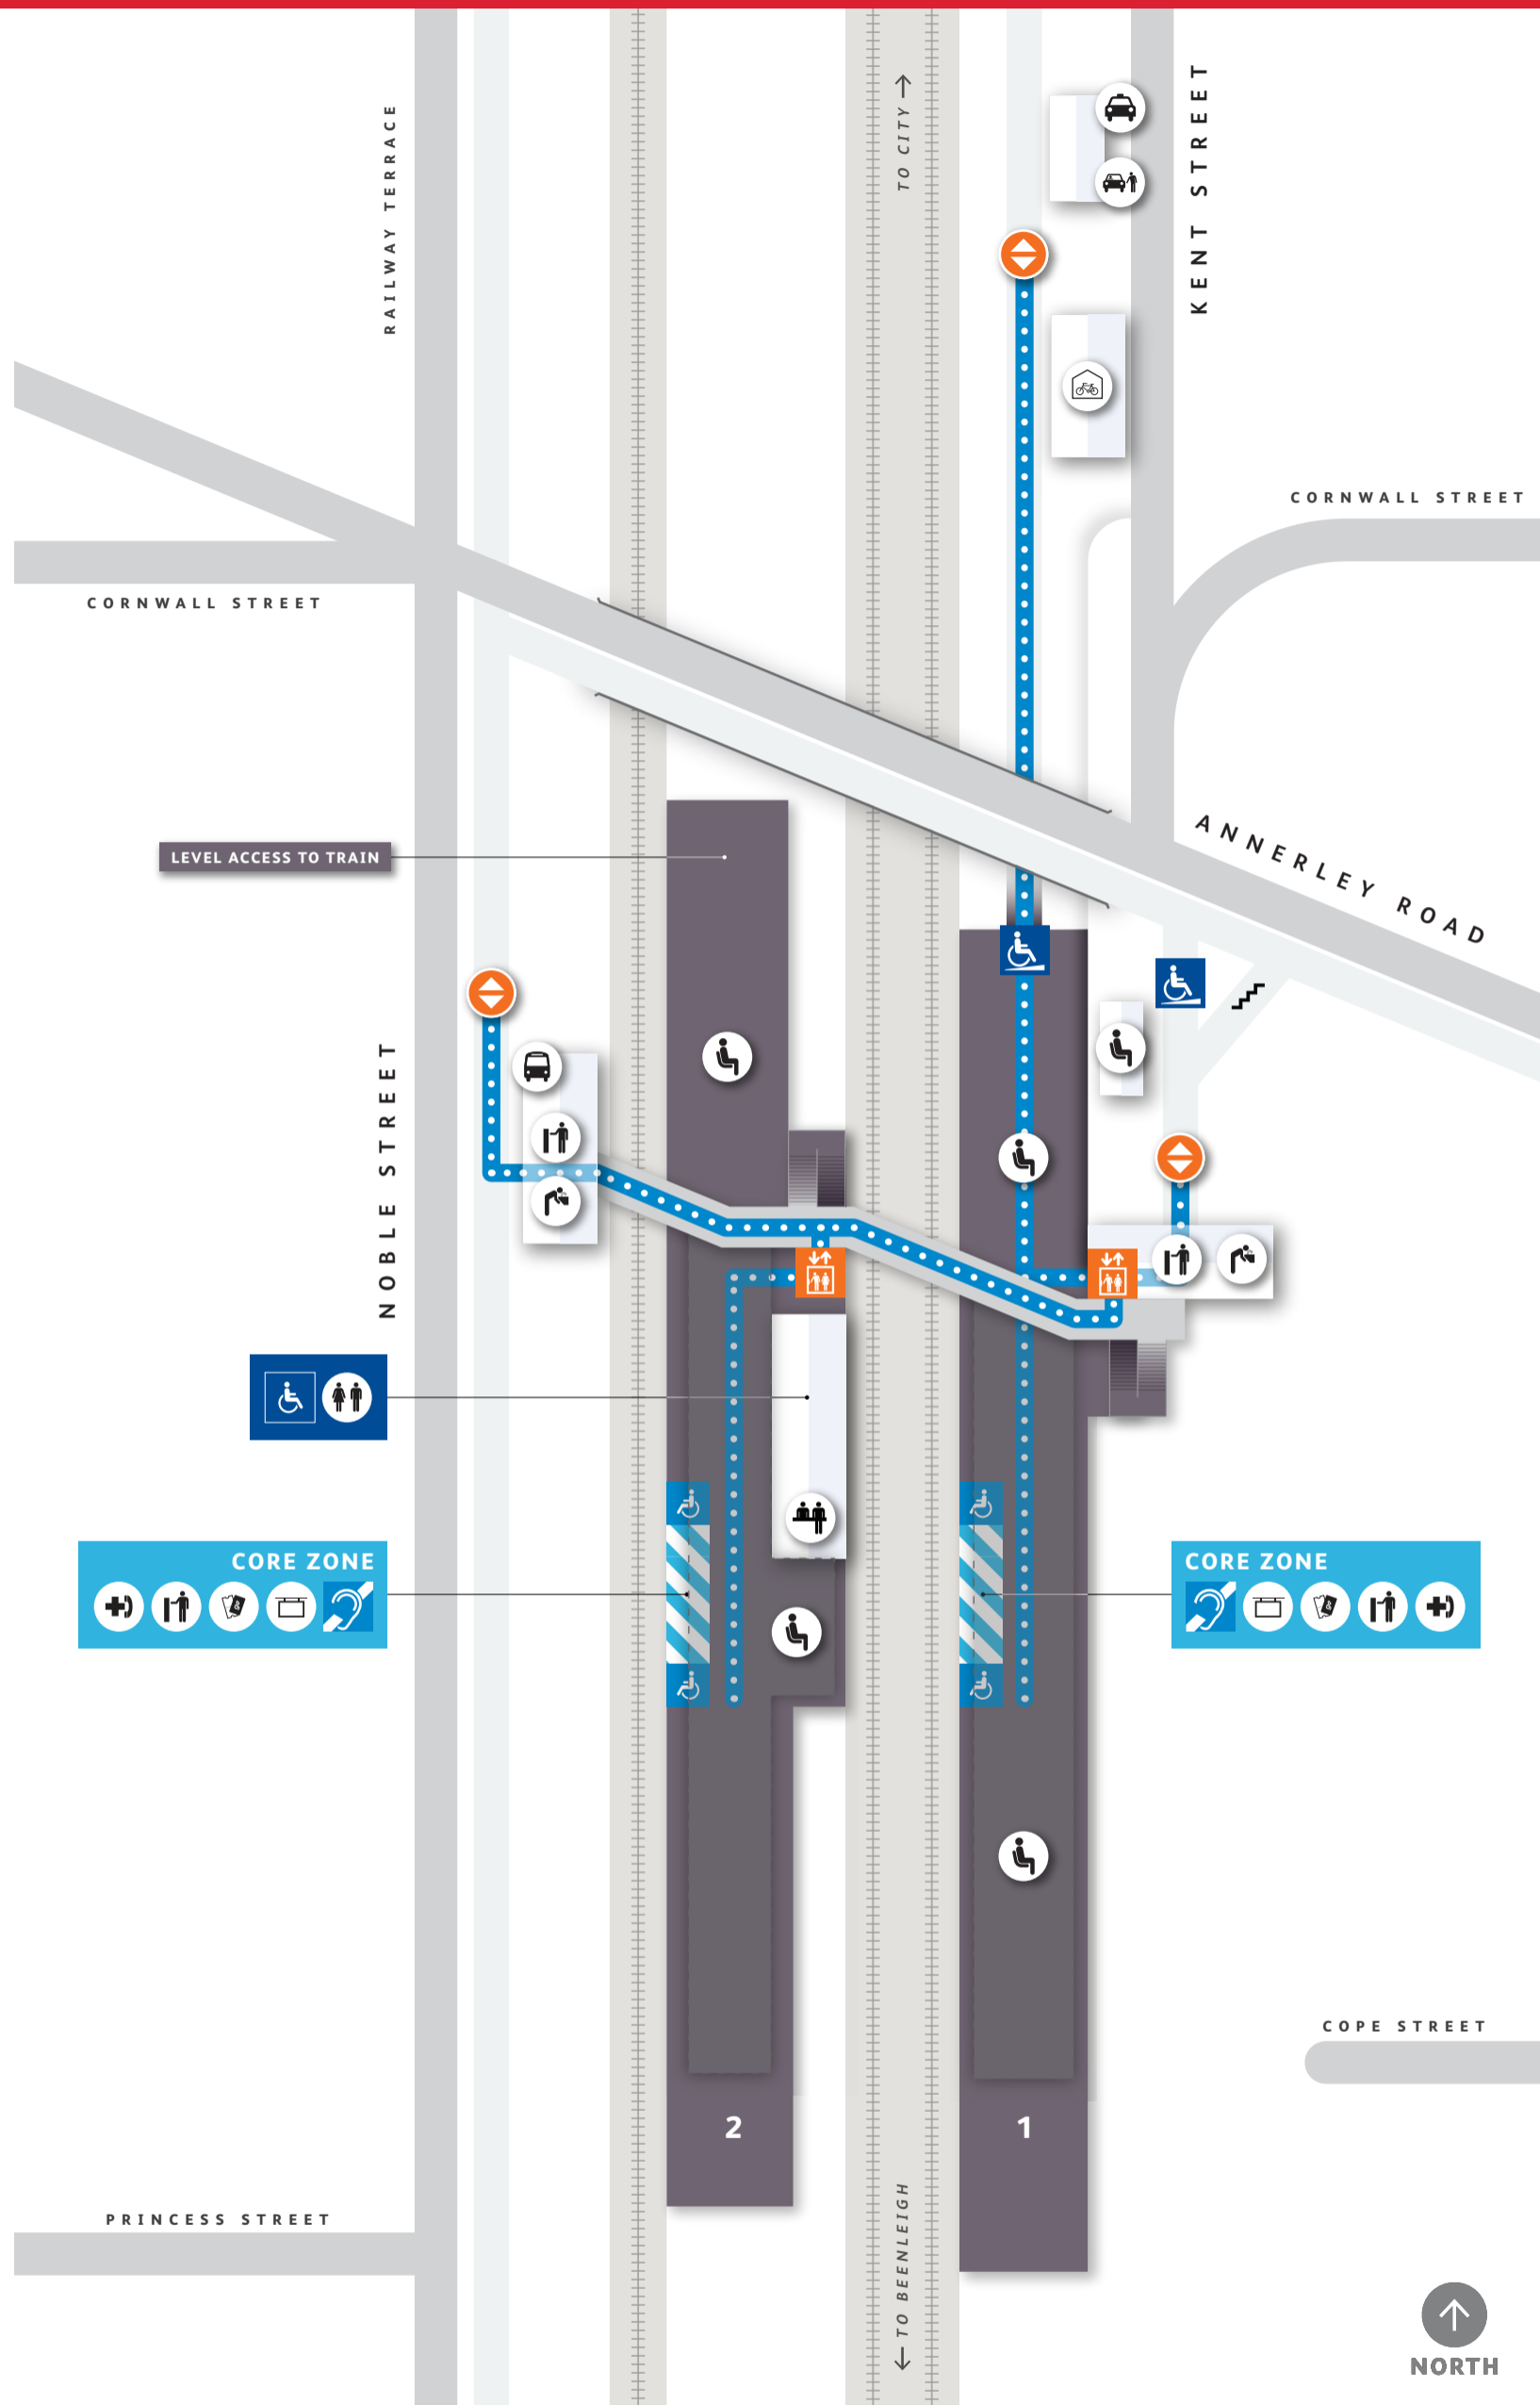 RAILWAY TERRACE
TO CITY
KENT STREET
CORNWALL STREET
CORNWALL STREET
ANNERLEY ROAD
LEVEL ACCESS TO TRAIN
NOBLE STREET
CORE ZONE
CORE ZONE
COPE STREET
2
1
PRINCESS STREET
TO BEENLEIGH
NORTH